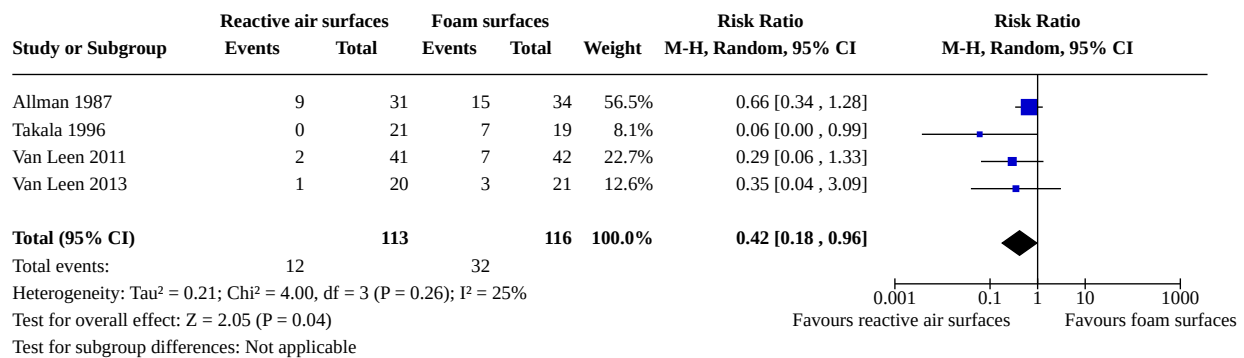 Reactive air surfaces Foam surfaces Risk Ratio Risk Ratio
Study or Subgroup Events Total Events Total Weight M-H, Random, 95% CI M-H, Random, 95% CI
Allman 1987 9 31 15 34 56.5% 0.66 [0.34 , 1.28]
Takala 1996 0 21 7 19 8.1% 0.06 [0.00 , 0.99]
Van Leen 2011 2 41 7 42 22.7% 0.29 [0.06 , 1.33]
Van Leen 2013 1 20 3 21 12.6% 0.35 [0.04 , 3.09]
Total (95% CI) 113 116 100.0% 0.42 [0.18 , 0.96]
Total events: 12 32
Heterogeneity: Tau² = 0.21; Chi² = 4.00, df = 3 (P = 0.26); I² = 25%
0.001 0.1 1 10 1000
Test for overall effect: Z = 2.05 (P = 0.04) Favours reactive air surfaces Favours foam surfaces
Test for subgroup differences: Not applicable